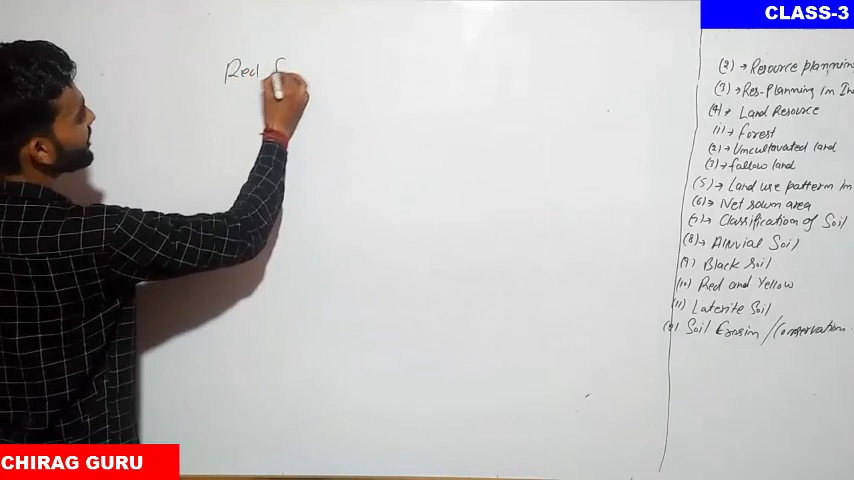 CLASS-3
Red S
(2) → Resource planning
(3) → Res-Planning in In
(4) → Land Resource
(1) → Forest
(2) → Uncultavated land
(3) → fallow land
(5) → Land use pattern in
(6) → Net sown area
(7) → Classification of Soil
(8) → Alluvial Soil
(9) Black Soil
(10) Red and Yellow
(11) Laterite Soil
Soil Erosion / Conservation
CHIRAG GURU